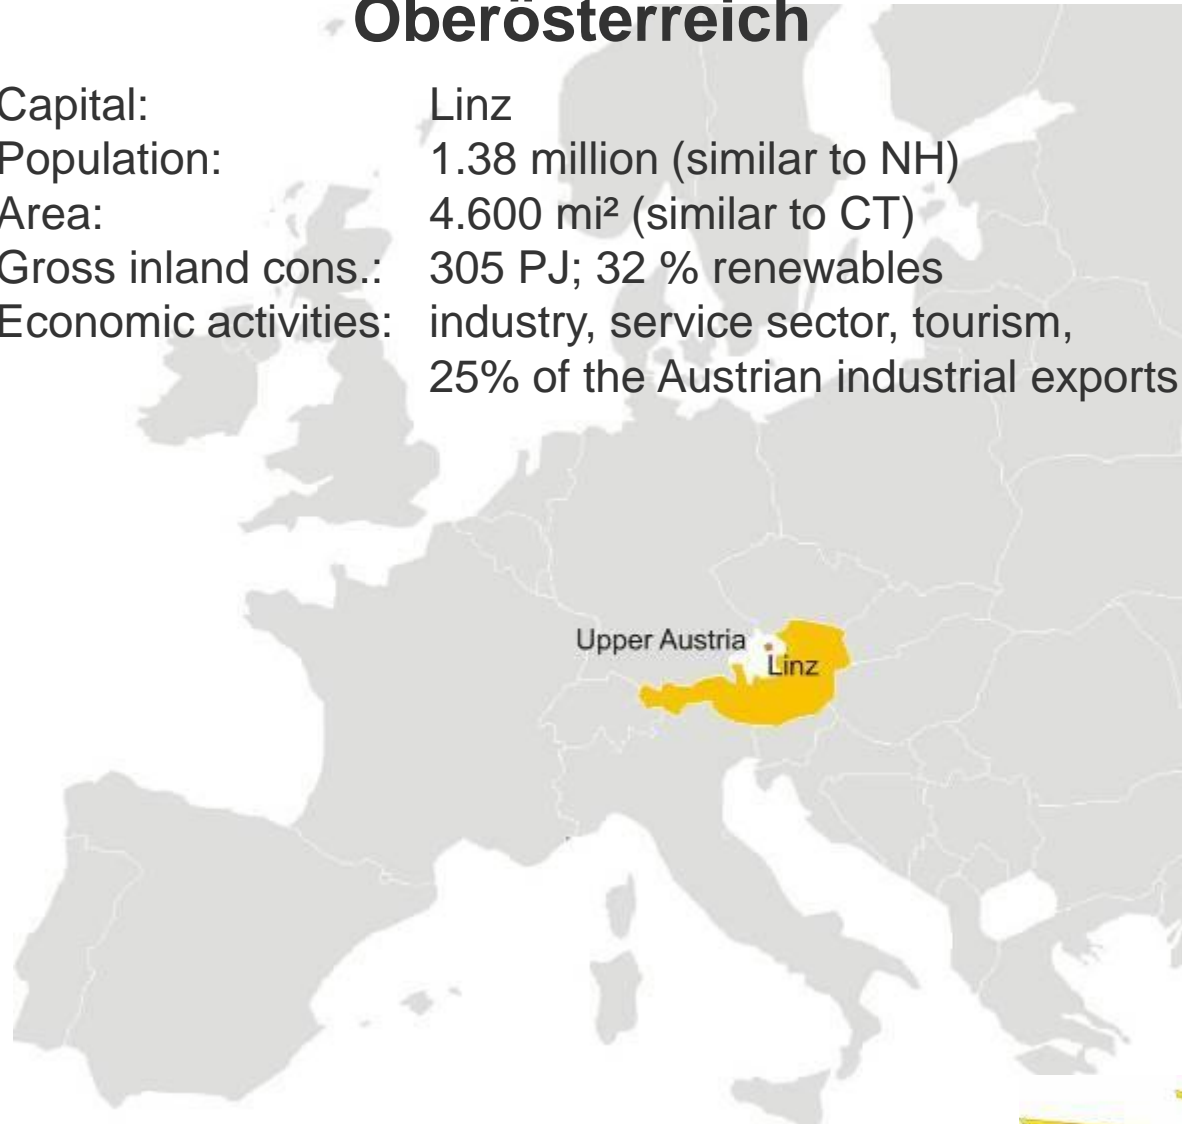 Oberösterreich
Capital: Linz
Population: 1.38 million (similar to NH)
Area: 4.600 mi² (similar to CT)
Gross inland cons.: 305 PJ; 32 % renewables
Economic activities: industry, service sector, tourism,
25% of the Austrian industrial exports
Upper Austria
Linz